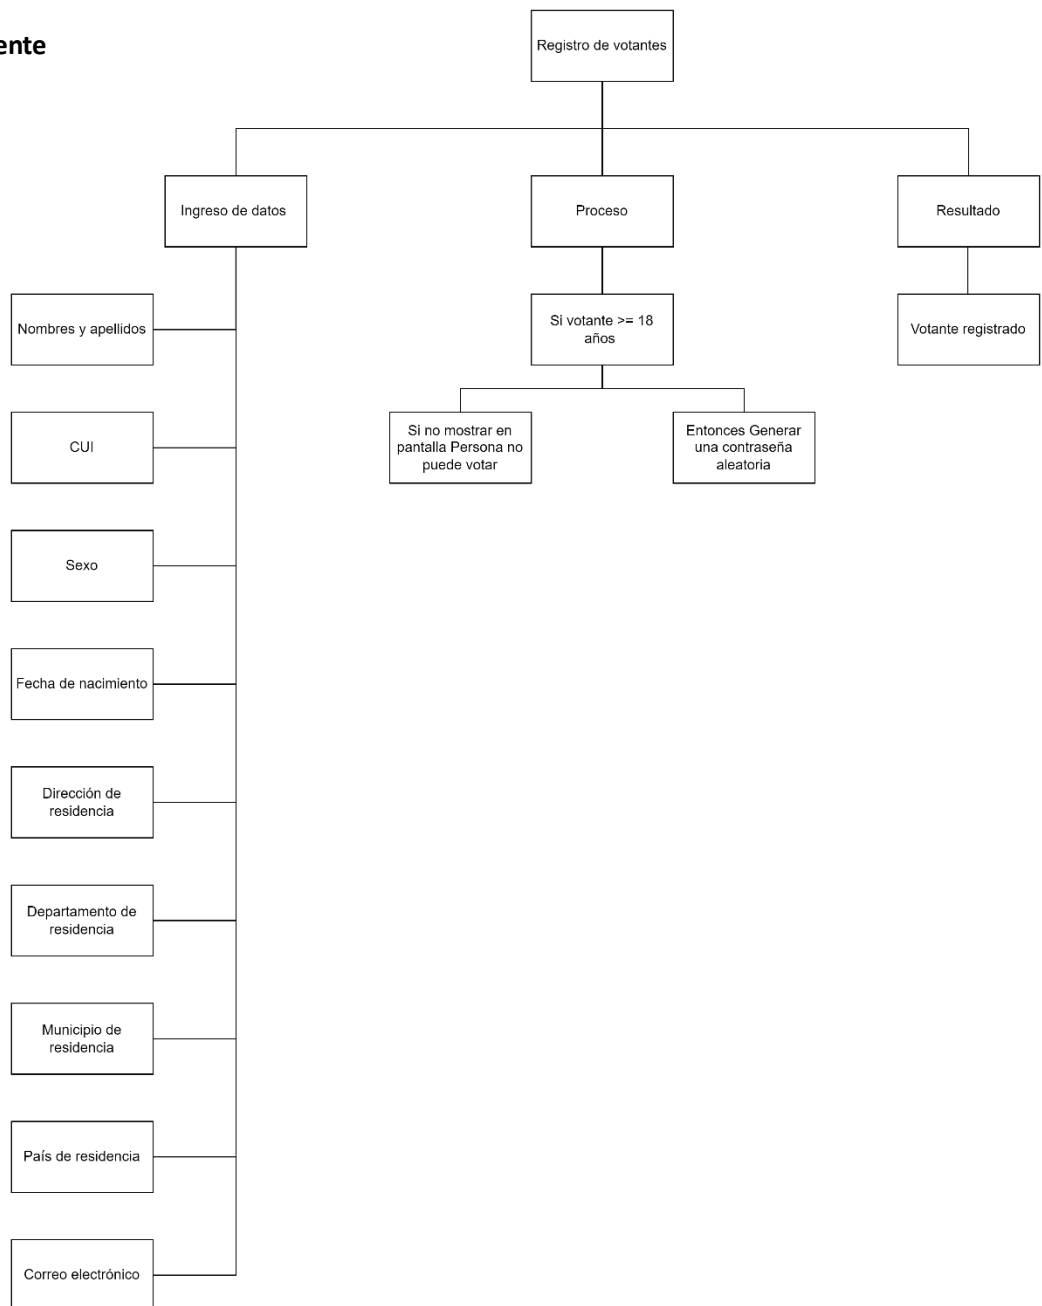 ente
Registro de votantes
Ingreso de datos
Proceso
Resultado
Nombres y apellidos
Si votante >= 18
años
Votante registrado
CUI
Si no mostrar en
pantalla Persona no
puede votar
Entonces Generar
una contraseña
aleatoria
Sexo
Fecha de nacimiento
Dirección de
residencia
Departamento de
residencia
Municipio de
residencia
País de residencia
Correo electrónico